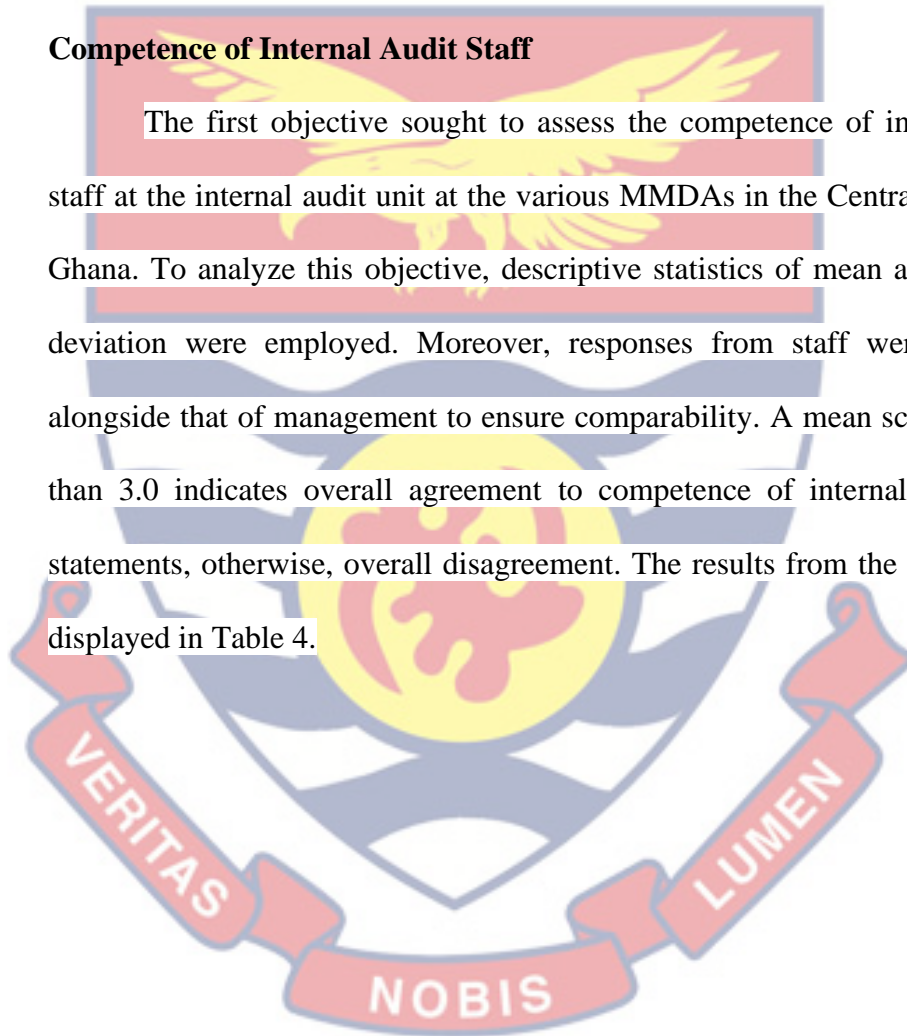 Competence of Internal Audit Staff
The first objective sought to assess the competence of in
staff at the internal audit unit at the various MMDAs in the Centra
Ghana. To analyze this objective, descriptive statistics of mean a
deviation were employed. Moreover, responses from staff wer
alongside that of management to ensure comparability. A mean sc
than 3.0 indicates overall agreement to competence of internal
statements, otherwise, overall disagreement. The results from the
displayed in Table 4.
VERITAS
NOBIS
LUMEN